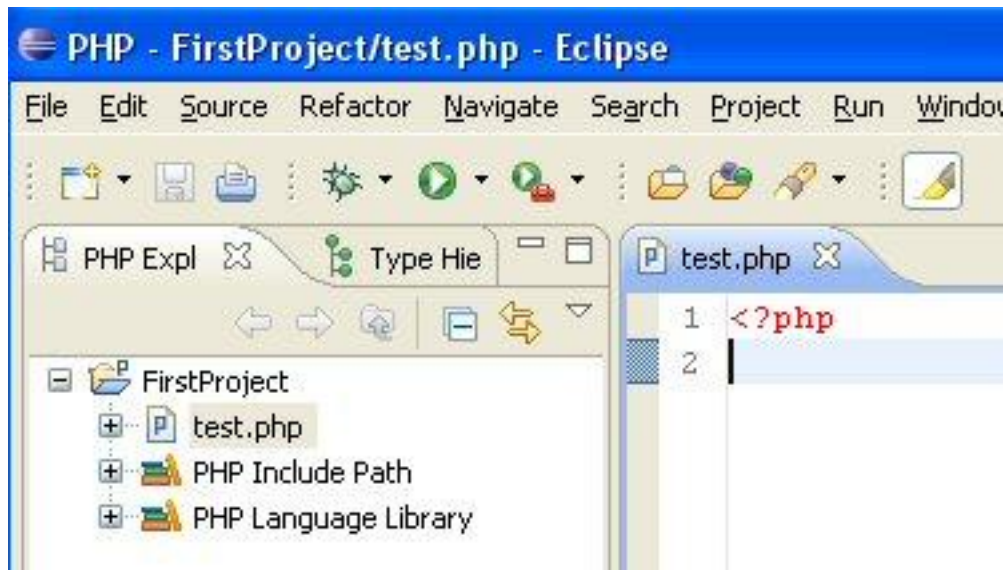 PHP - FirstProject/test.php - Eclipse
File Edit Source Refactor Navigate Search Project Run Window
PHP Expl Type Hie test.php
1 <?php
2
FirstProject
test.php
PHP Include Path
PHP Language Library